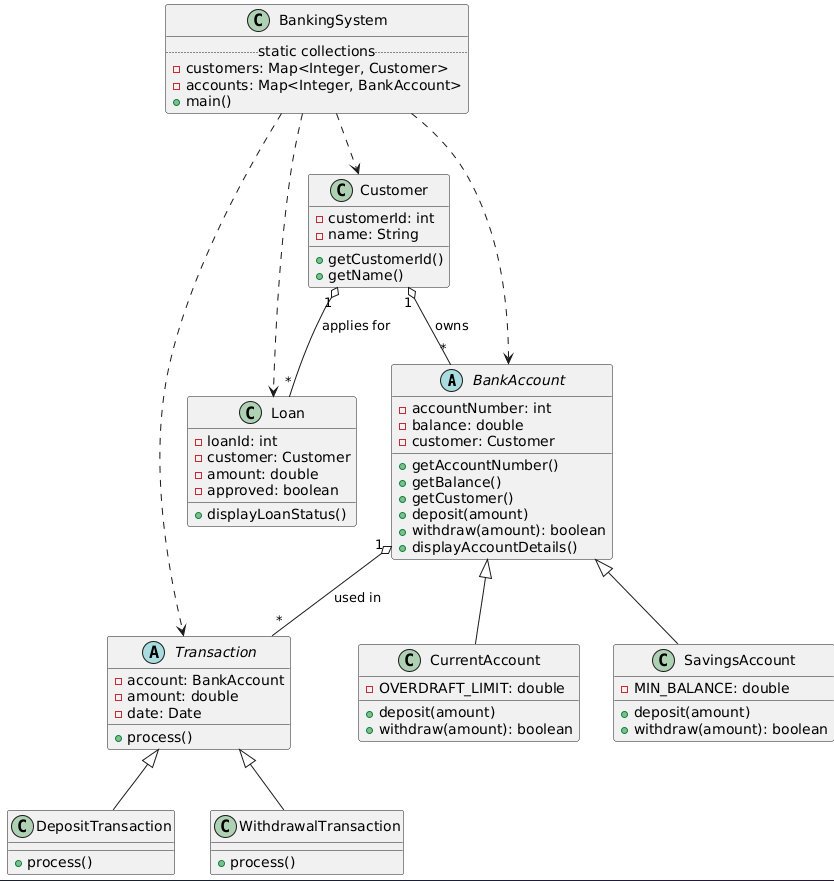 C BankingSystem
static collections
customers: Map<Integer, Customer>
accounts: Map<Integer, BankAccount>
main()
C Customer
customerId: int
name: String
getCustomerId()
getName()
1
1
applies for
owns
*
*
A BankAccount
accountNumber: int
balance: double
customer: Customer
getAccountNumber()
getBalance()
getCustomer()
deposit(amount)
withdraw(amount): boolean
displayAccountDetails()
C Loan
loanId: int
customer: Customer
amount: double
approved: boolean
displayLoanStatus()
1
used in
*
A Transaction
account: BankAccount
amount: double
date: Date
process()
C CurrentAccount
OVERDRAFT_LIMIT: double
deposit(amount)
withdraw(amount): boolean
C SavingsAccount
MIN_BALANCE: double
deposit(amount)
withdraw(amount): boolean
C DepositTransaction
process()
C WithdrawalTransaction
process()